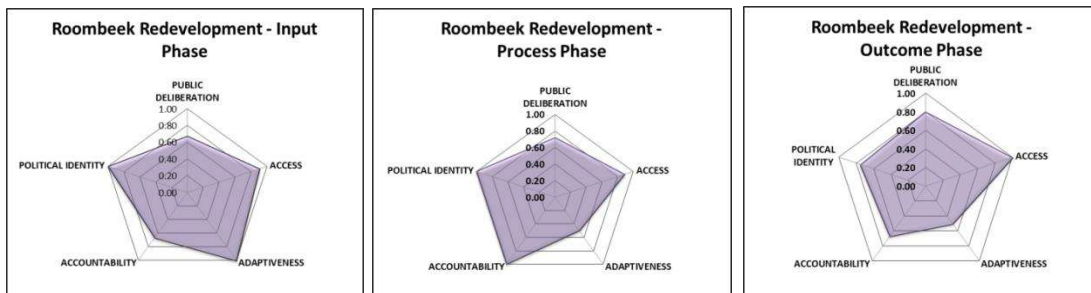 Roombeek Redevelopment - Input
Phase
PUBLIC
DELIBERATION
1.00
0.80
0.60
0.40
0.20
0.00
POLITICAL IDENTITY
ACCESS
ACCOUNTABILITY
ADAPTIVENESS
Roombeek Redevelopment -
Process Phase
PUBLIC
DELIBERATION
1.00
0.80
0.60
0.40
0.20
0.00
POLITICAL IDENTITY
ACCESS
ACCOUNTABILITY
ADAPTIVENESS
Roombeek Redevelopment -
Outcome Phase
PUBLIC
DELIBERATION
1.00
0.80
0.60
0.40
0.20
0.00
POLITICAL
IDENTITY
ACCESS
ACCOUNTABILITY
ADAPTIVENESS